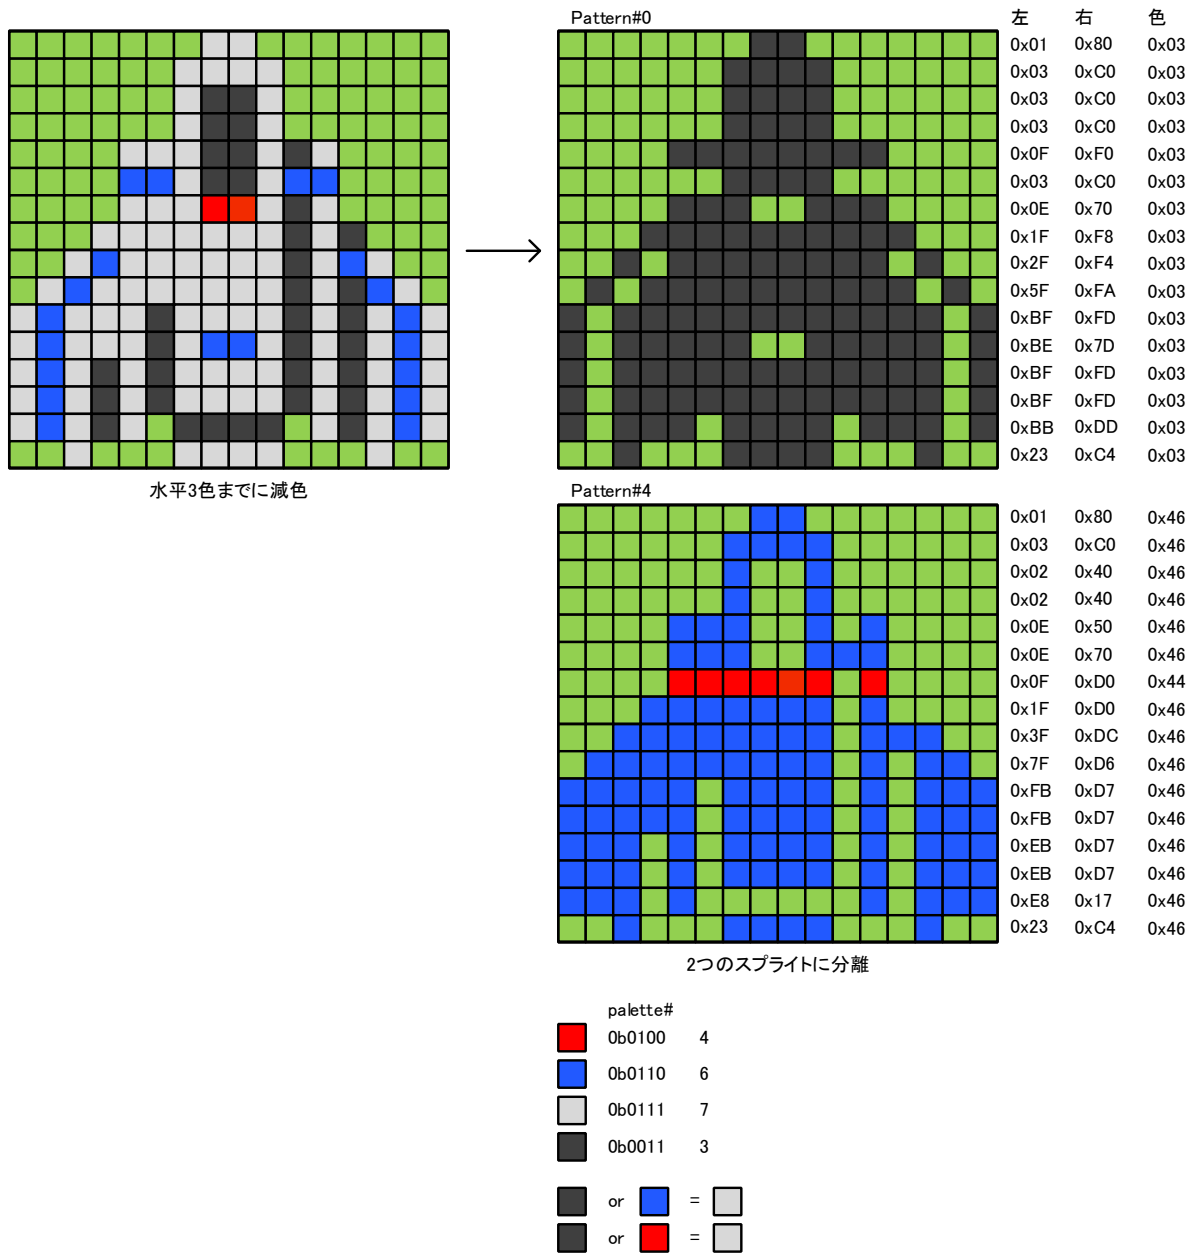 Pattern#0 左 右 色
0x01 0x80 0x03
0x03 0xC0 0x03
0x03 0xC0 0x03
0x03 0xC0 0x03
0x0F 0xF0 0x03
0x03 0xC0 0x03
0x0E 0x70 0x03
0x1F 0xF8 0x03
0x2F 0xF4 0x03
0x5F 0xFA 0x03
0xBF 0xFD 0x03
0xBE 0x7D 0x03
0xBF 0xFD 0x03
0xBF 0xFD 0x03
0xBB 0xDD 0x03
0x23 0xC4 0x03
水平3色までに減色
Pattern#4
0x01 0x80 0x46
0x03 0xC0 0x46
0x02 0x40 0x46
0x02 0x40 0x46
0x0E 0x50 0x46
0x0E 0x70 0x46
0x0F 0xD0 0x44
0x1F 0xD0 0x46
0x3F 0xDC 0x46
0x7F 0xD6 0x46
0xFB 0xD7 0x46
0xFB 0xD7 0x46
0xEB 0xD7 0x46
0xEB 0xD7 0x46
0xE8 0x17 0x46
0x23 0xC4 0x46
2つのスプライトに分離
palette#
0b0100 4
0b0110 6
0b0111 7
0b0011 3
or =
or =